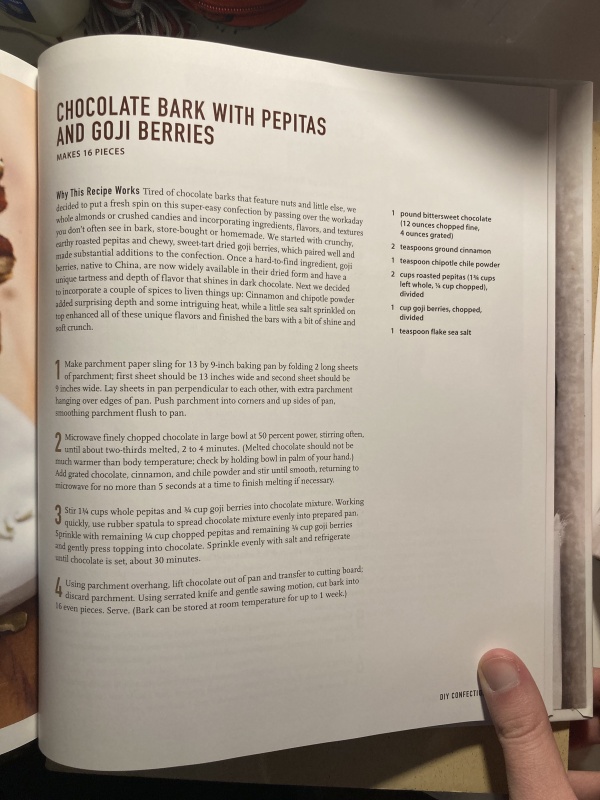 CHOCOLATE BARK WITH PEPITAS
AND GOJI BERRIES
MAKES 16 PIECES
Why This Recipe Works Tired of chocolate barks that feature nuts and little else, we
decided to put a fresh spin on this super-easy confection by passing over the workaday
whole almonds or crushed candies and incorporating ingredients, flavors, and textures
you don't often see in bark, store-bought or homemade. We started with crunchy,
earthy roasted pepitas and chewy, sweet-tart dried goji berries, which paired well and
made substantial additions to the confection. Once a hard-to-find ingredient, goji
berries, native to China, are now widely available in their dried form and have a
unique tartness and depth of flavor that shines in dark chocolate. Next we decided
to incorporate a couple of spices to liven things up: Cinnamon and chipotle powder
added surprising depth and some intriguing heat, while a little sea salt sprinkled on
top enhanced all of these unique flavors and finished the bars with a bit of shine and
soft crunch.
1 pound bittersweet chocolate
(12 ounces chopped fine,
4 ounces grated)
2 teaspoons ground cinnamon
1 teaspoon chipotle chile powder
2 cups roasted pepitas (1¾ cups
left whole, ¼ cup chopped),
divided
1 cup goji berries, chopped,
divided
1 teaspoon flake sea salt
1 Make parchment paper sling for 13 by 9-inch baking pan by folding 2 long sheets
of parchment; first sheet should be 13 inches wide and second sheet should be
9 inches wide. Lay sheets in pan perpendicular to each other, with extra parchment
hanging over edges of pan. Push parchment into corners and up sides of pan,
smoothing parchment flush to pan.
2 Microwave finely chopped chocolate in large bowl at 50 percent power, stirring often,
until about two-thirds melted, 2 to 4 minutes. (Melted chocolate should not be
much warmer than body temperature; check by holding bowl in palm of your hand.)
Add grated chocolate, cinnamon, and chile powder and stir until smooth, returning to
microwave for no more than 5 seconds at a time to finish melting if necessary.
3 Stir 1¾ cups whole pepitas and ¾ cup goji berries into chocolate mixture. Working
quickly, use rubber spatula to spread chocolate mixture evenly into prepared pan.
Sprinkle with remaining ¼ cup chopped pepitas and remaining ¼ cup goji berries
and gently press topping into chocolate. Sprinkle evenly with salt and refrigerate
until chocolate is set, about 30 minutes.
4 Using parchment overhang, lift chocolate out of pan and transfer to cutting board;
discard parchment. Using serrated knife and gentle sawing motion, cut bark into
16 even pieces. Serve. (Bark can be stored at room temperature for up to 1 week.)
DIY